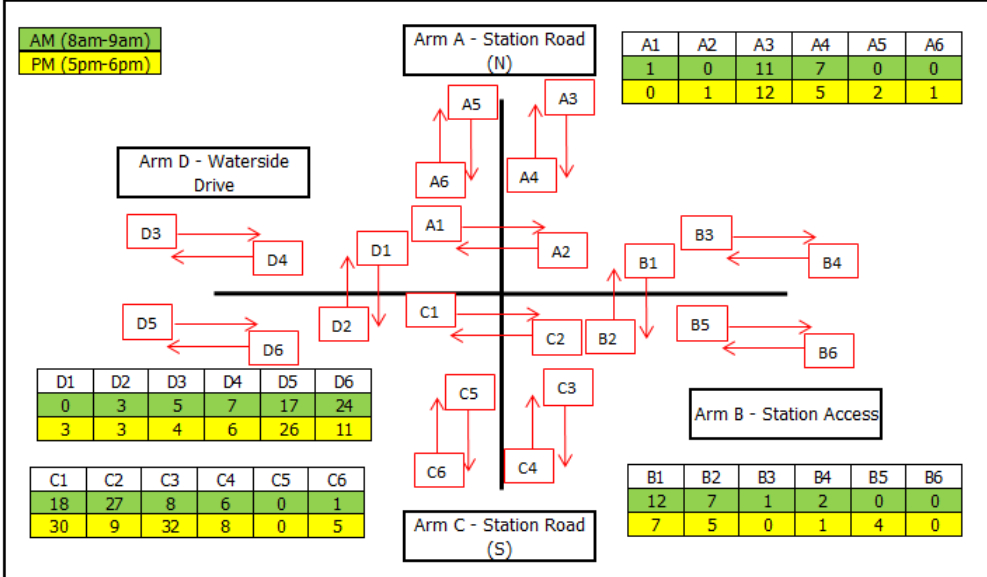 AM (8am-9am)
PM (5pm-6pm)
Arm A - Station Road
(N)
A1 A2 A3 A4 A5 A6
1 0 11 7 0 0
0 1 12 5 2 1
A5
A3
A6
A4
Arm D - Waterside
Drive
D3
D4
D1
A1
A2
B1
B3
B4
D5
D6
D2
C1
C2
B2
B5
B6
D1 D2 D3 D4 D5 D6
0 3 5 7 17 24
3 3 4 6 26 11
C5
C3
C6
C4
Arm B - Station Access
C1 C2 C3 C4 C5 C6
18 27 8 6 0 1
30 9 32 8 0 5
Arm C - Station Road
(S)
B1 B2 B3 B4 B5 B6
12 7 1 2 0 0
7 5 0 1 4 0